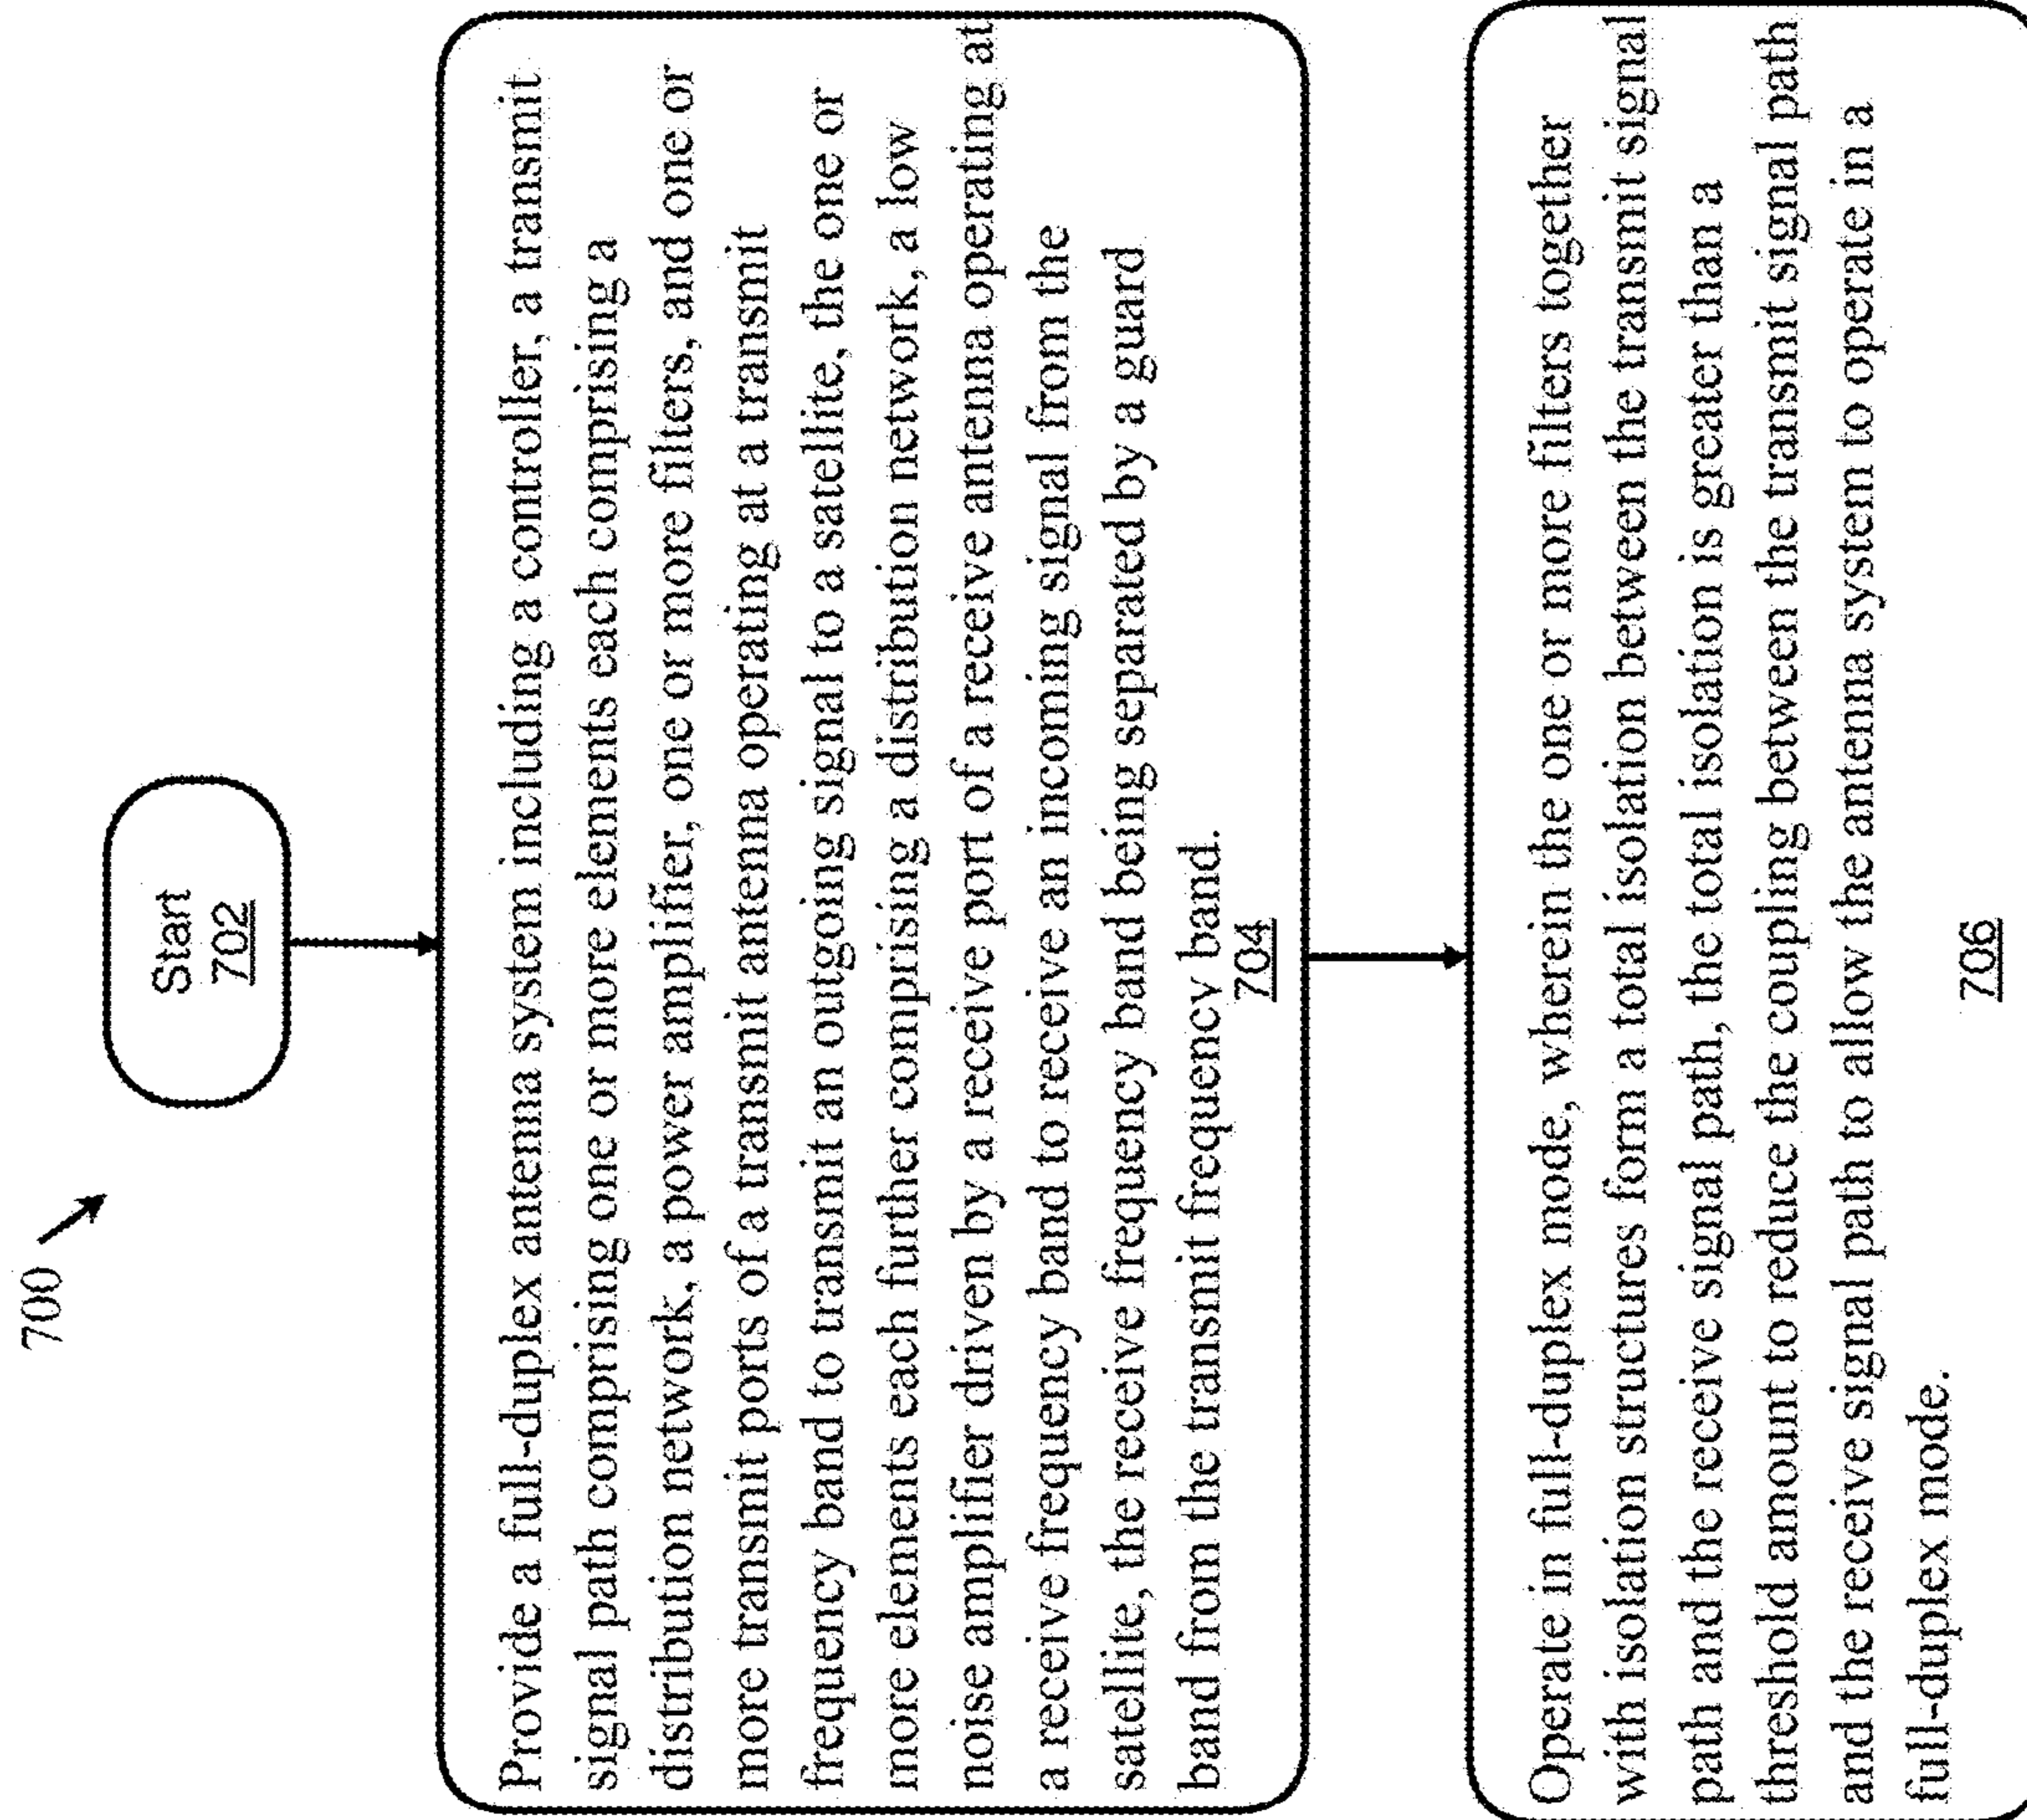 700
Start
702
Provide a full-duplex antenna system including a controller, a transmit
signal path comprising one or more elements each comprising a
distribution network, a power amplifier, one or more filters, and one or
more transmit ports of a transmit antenna operating at a transmit
frequency band to transmit an outgoing signal to a satellite, the one or
more elements each further comprising a distribution network, a low
noise amplifier driven by a receive port of a receive antenna operating at
a receive frequency band to receive an incoming signal from the
satellite, the receive frequency band being separated by a guard
band from the transmit frequency band.
704
Operate in full-duplex mode, wherein the one or more filters together
with isolation structures form a total isolation between the transmit signal
path and the receive signal path, the total isolation is greater than a
threshold amount to reduce the coupling between the transmit signal path
and the receive signal path to allow the antenna system to operate in a
full-duplex mode.
706